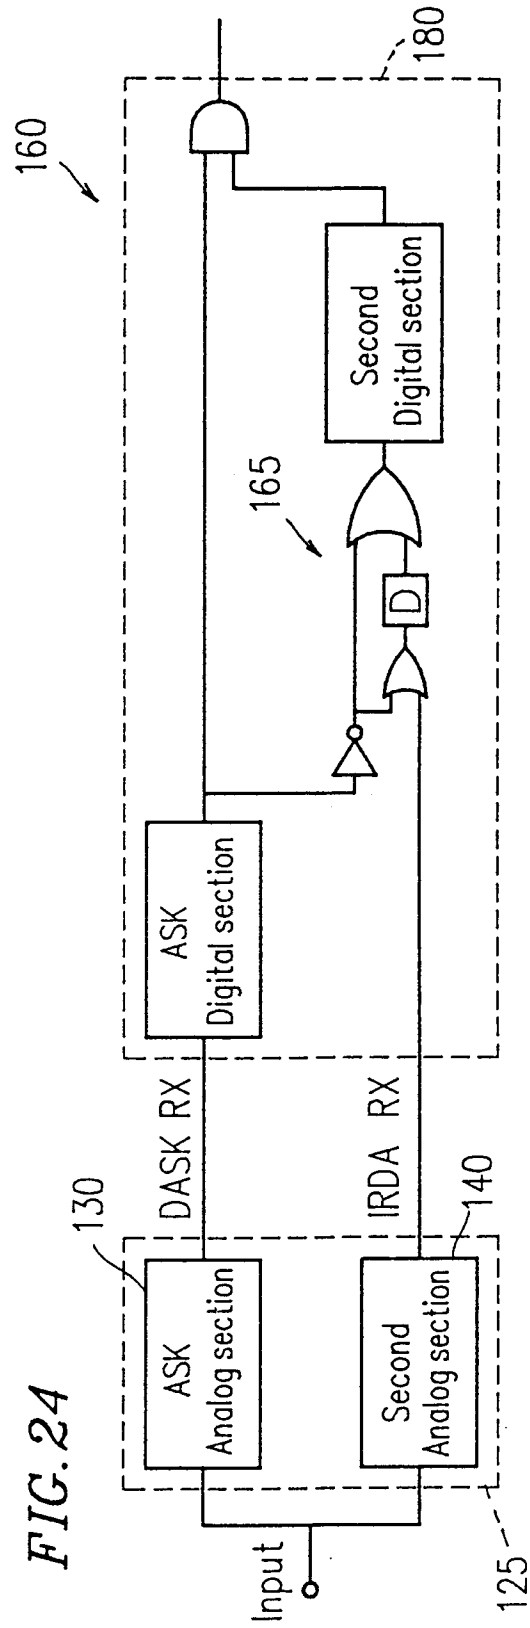 FIG. 24
160
Input
125
130
ASK
Analog section
Second
Analog section
140
DASK RX
IRDA RX
ASK
Digital section
165
D
Second
Digital section
180